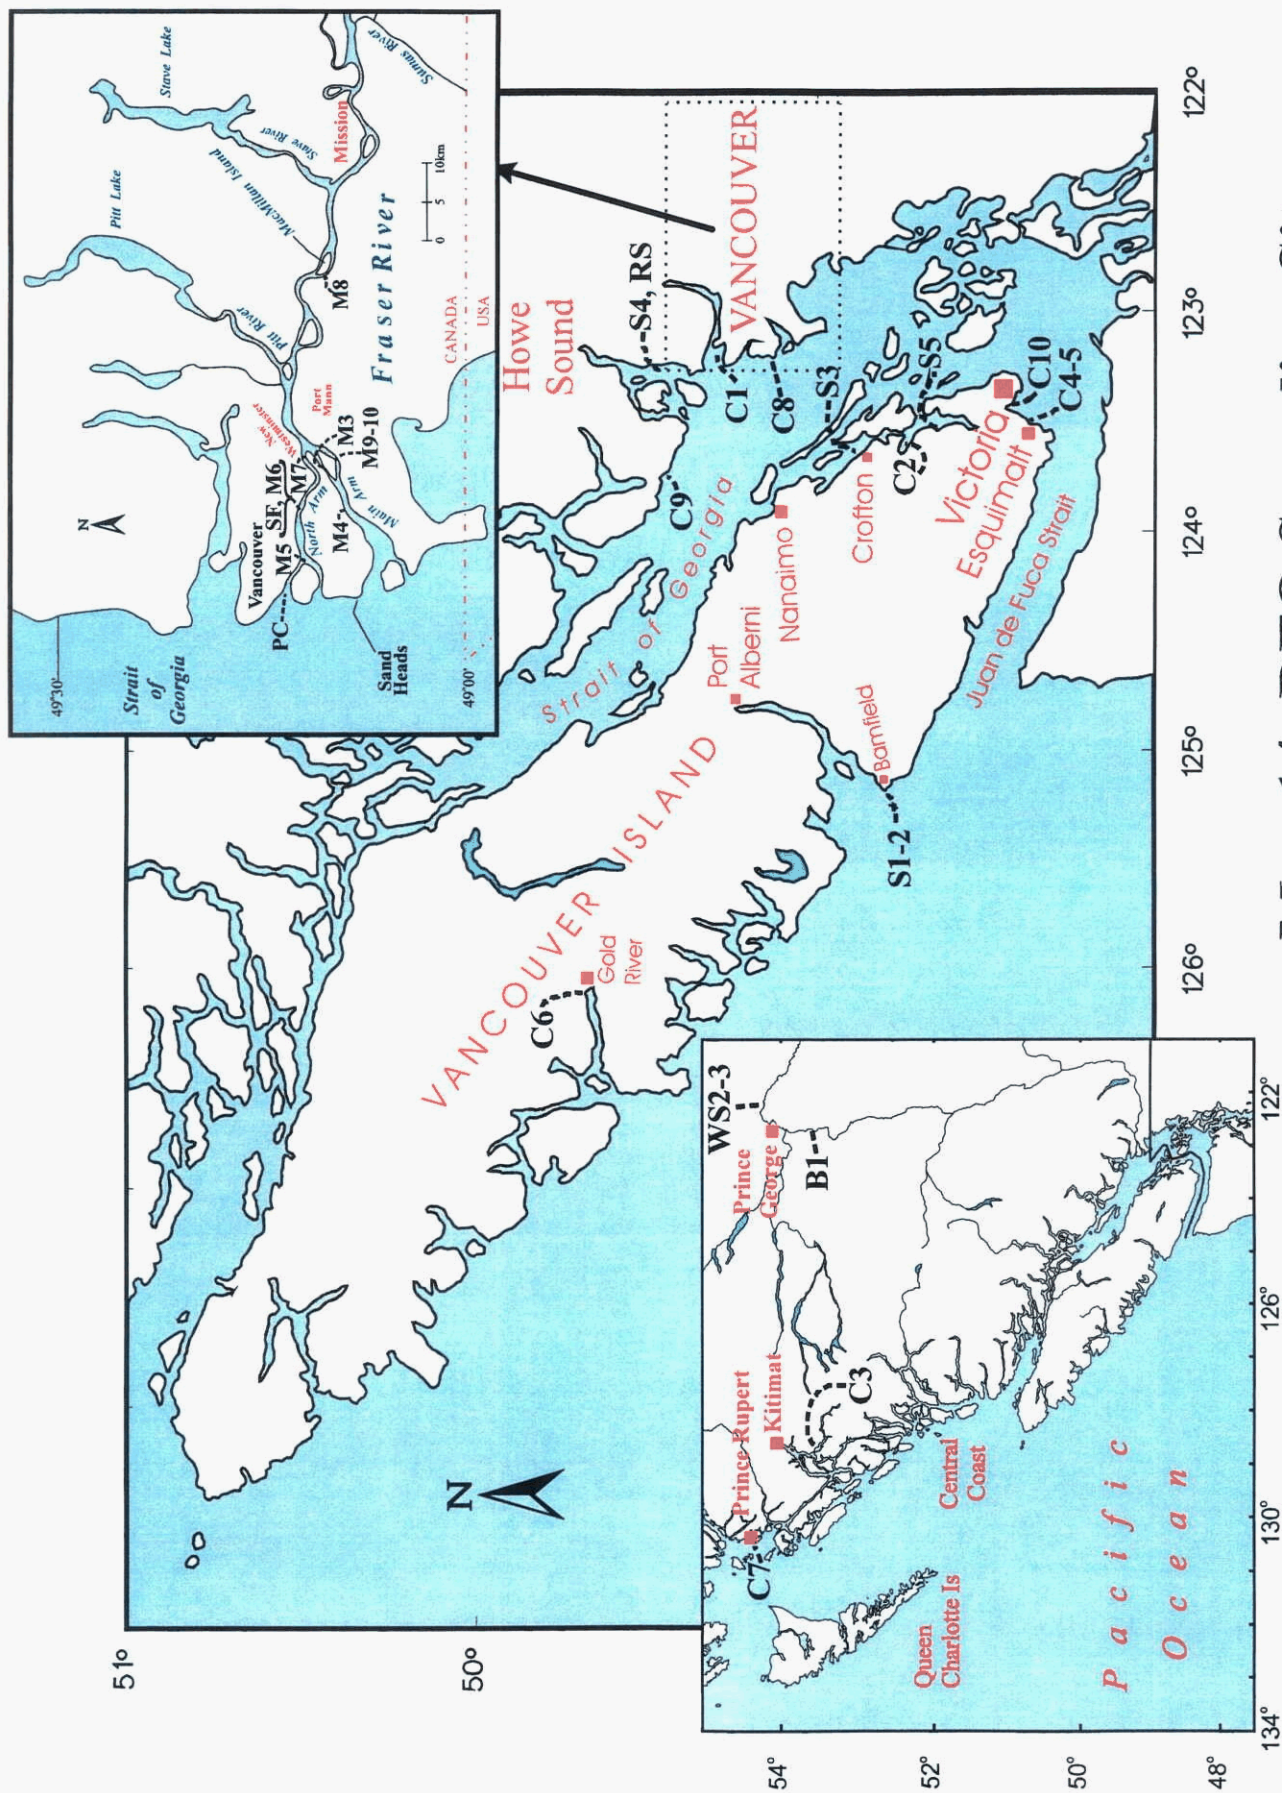 51°
50°
N
VANCOUVER ISLAND
Gold
River
C6
Strait of Georgia
Port
Alberni
Nanaimo
Bamfield
S1-2
Crofton
C2
S5
S3
C8
C1
C9
S4, RS
Howe
Sound
VANCOUVER
Victoria
Esquimalt
C10
C4-5
Juan de Fuca Strait
126°
125°
124°
123°
122°
49°30'
49°00'
Strait
of
Georgia
N
Vancouver
PC
M5
SF, M6
M7
North Arm
M4
Main Arm
M3
M9-10
New
Westminster
Port
Mann
Sand
Heads
Pitt River
Pitt Lake
MacMillan Island
M8
Stave River
Stave Lake
Mission
Sumas River
Fraser River
0 5 10km
CANADA
USA
54°
52°
50°
48°
134°
130°
126°
122°
Prince Rupert
Kitimat
C7
C3
Prince
George
WS2-3
B1
Queen
Charlotte Is
Central
Coast
Pacific
Ocean